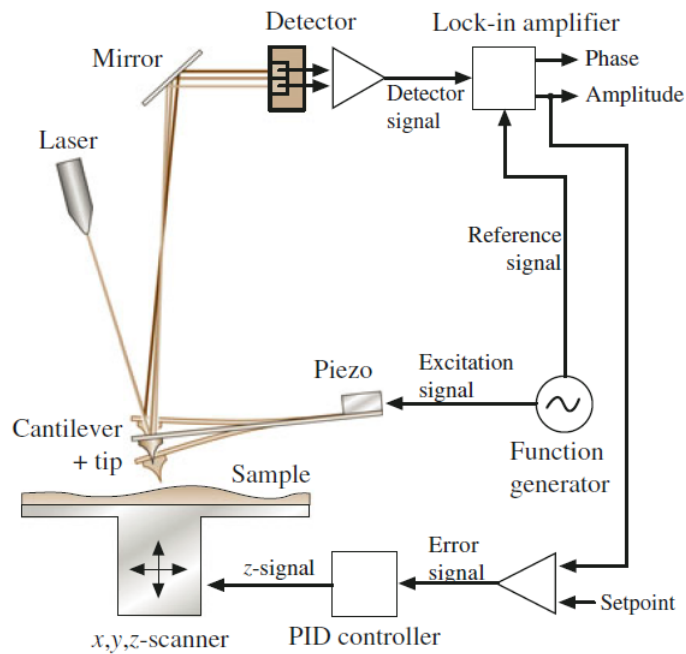 Detector
Lock-in amplifier
Mirror
Phase
Amplitude
Detector
signal
Laser
Reference
signal
Piezo
Excitation
signal
Cantilever
+ tip
Function
generator
Sample
Error
signal
z-signal
Setpoint
x,y,z-scanner
PID controller